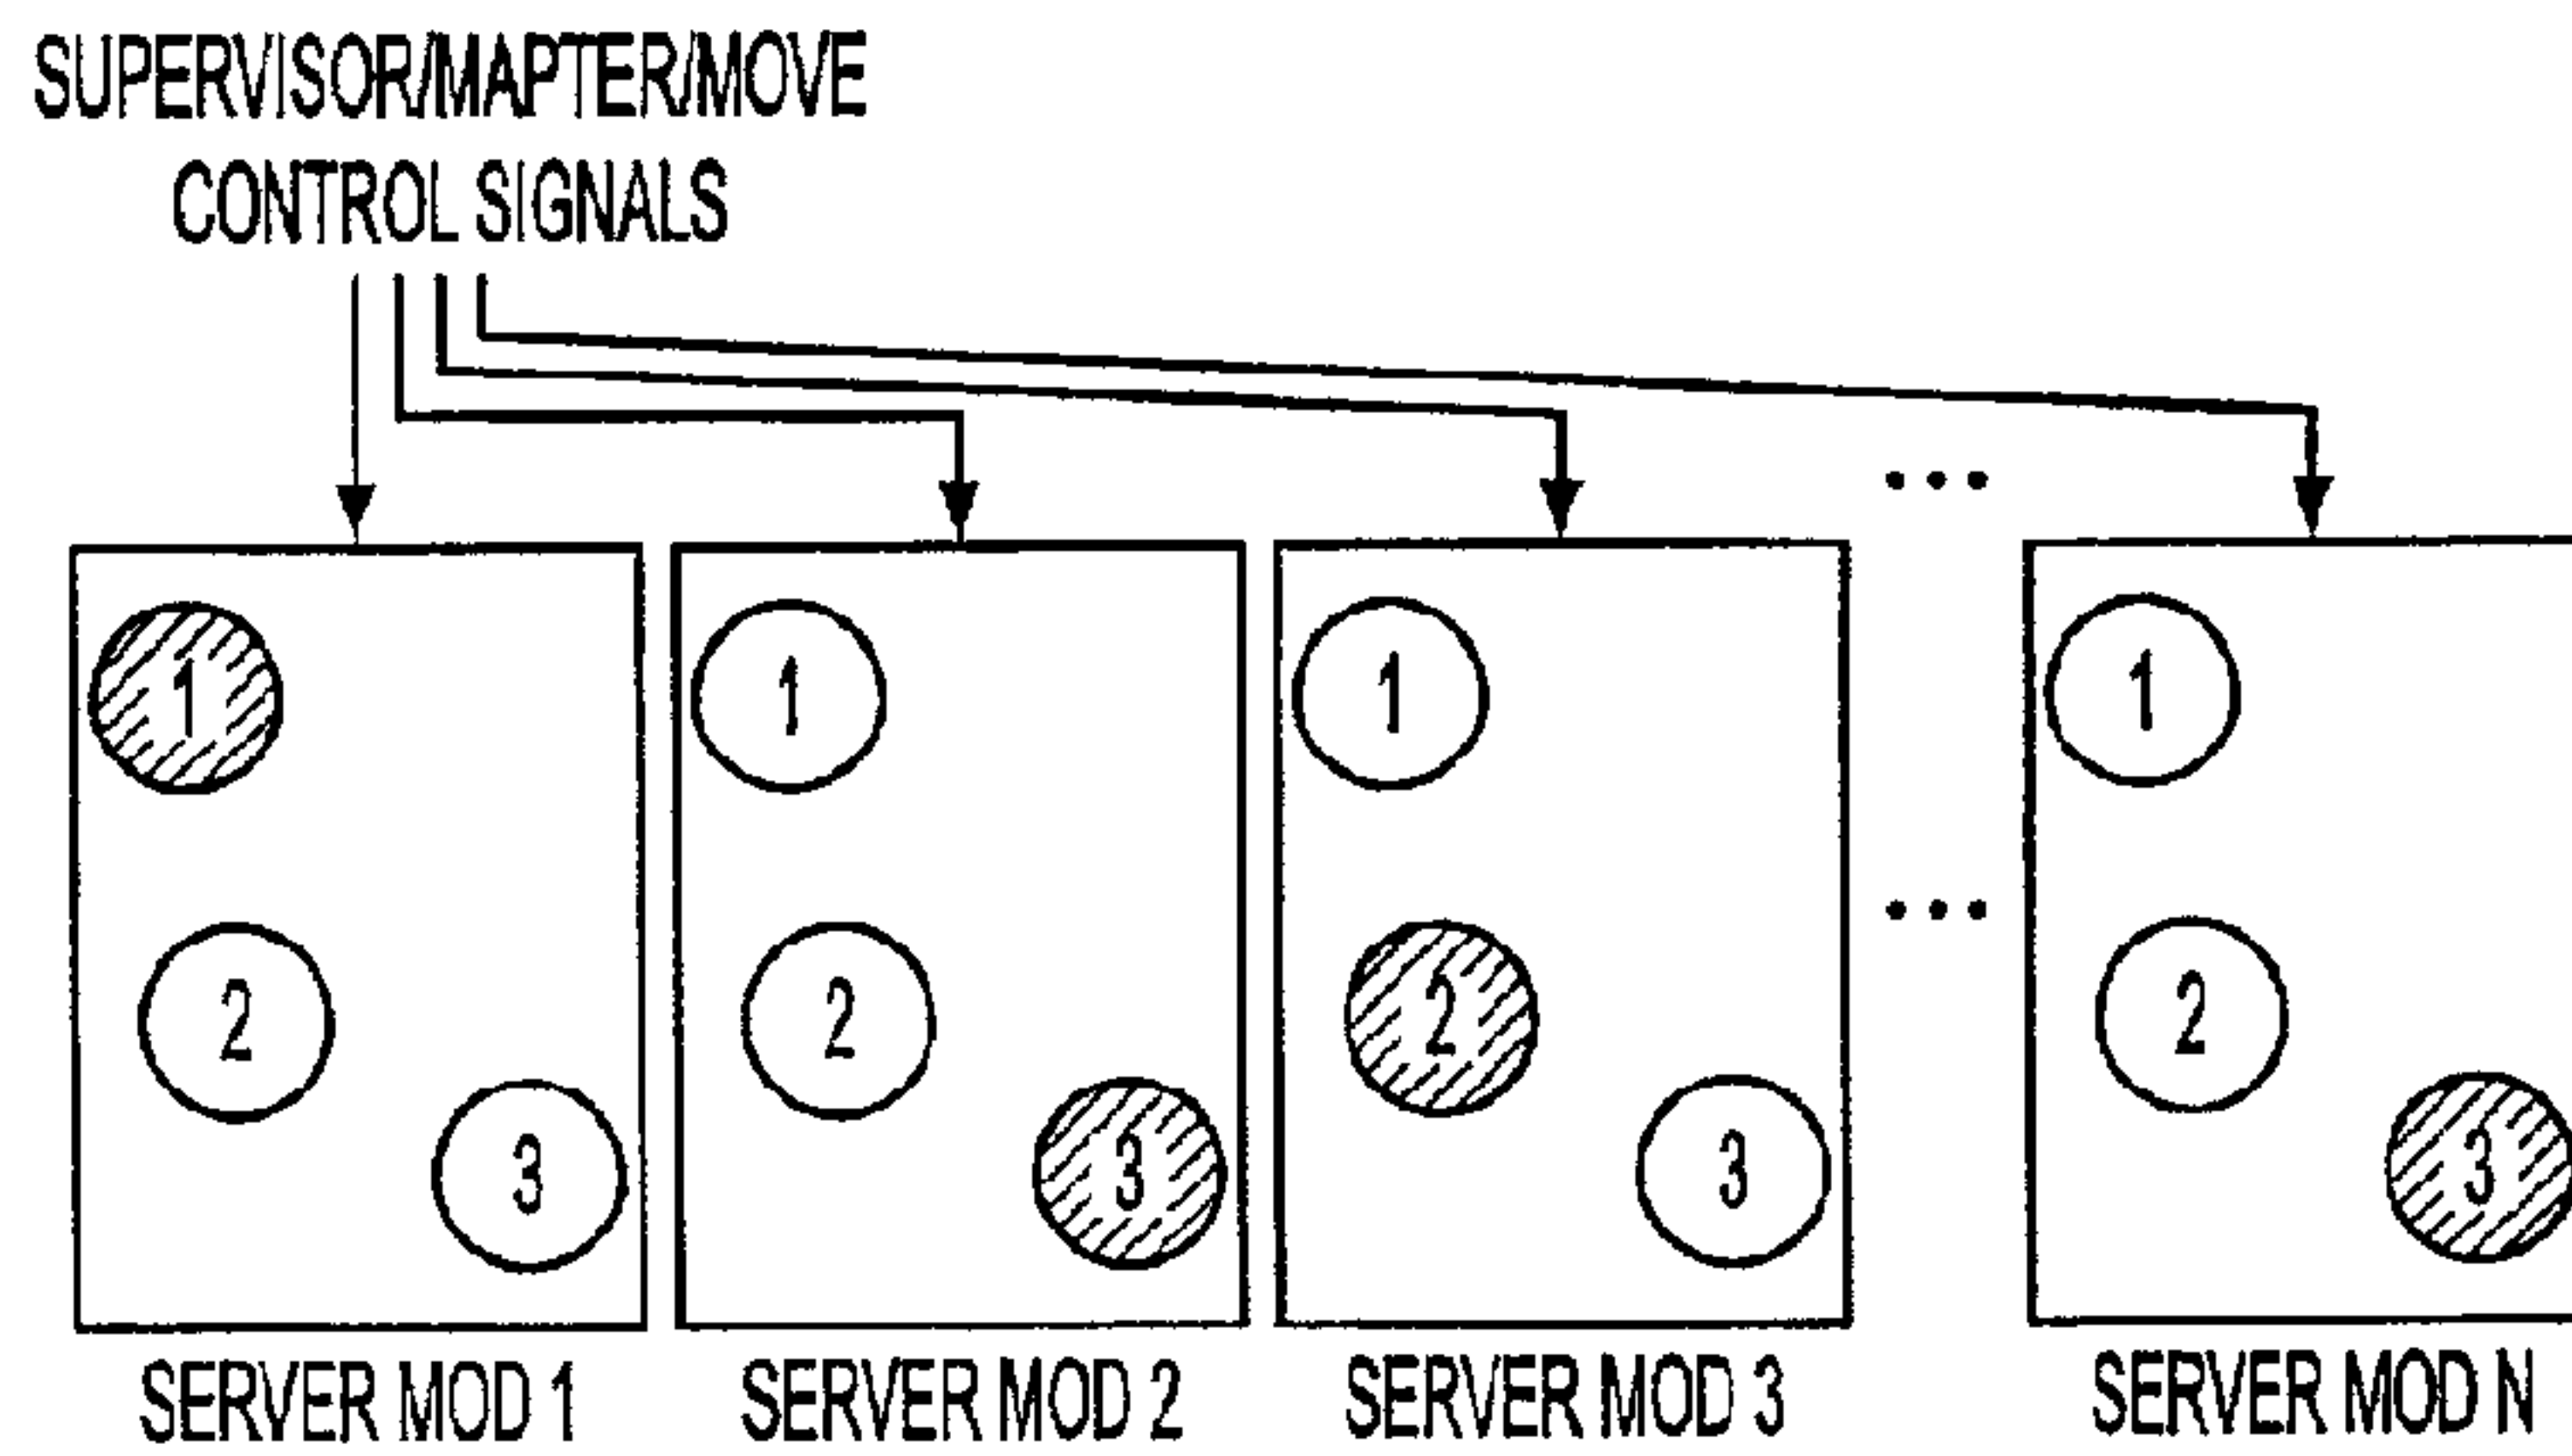 SUPERVISOR/MAPTER/MOVE
CONTROL SIGNALS
1
1
1
1
2
2
2
2
3
3
3
3
SERVER MOD 1
SERVER MOD 2
SERVER MOD 3
SERVER MOD N